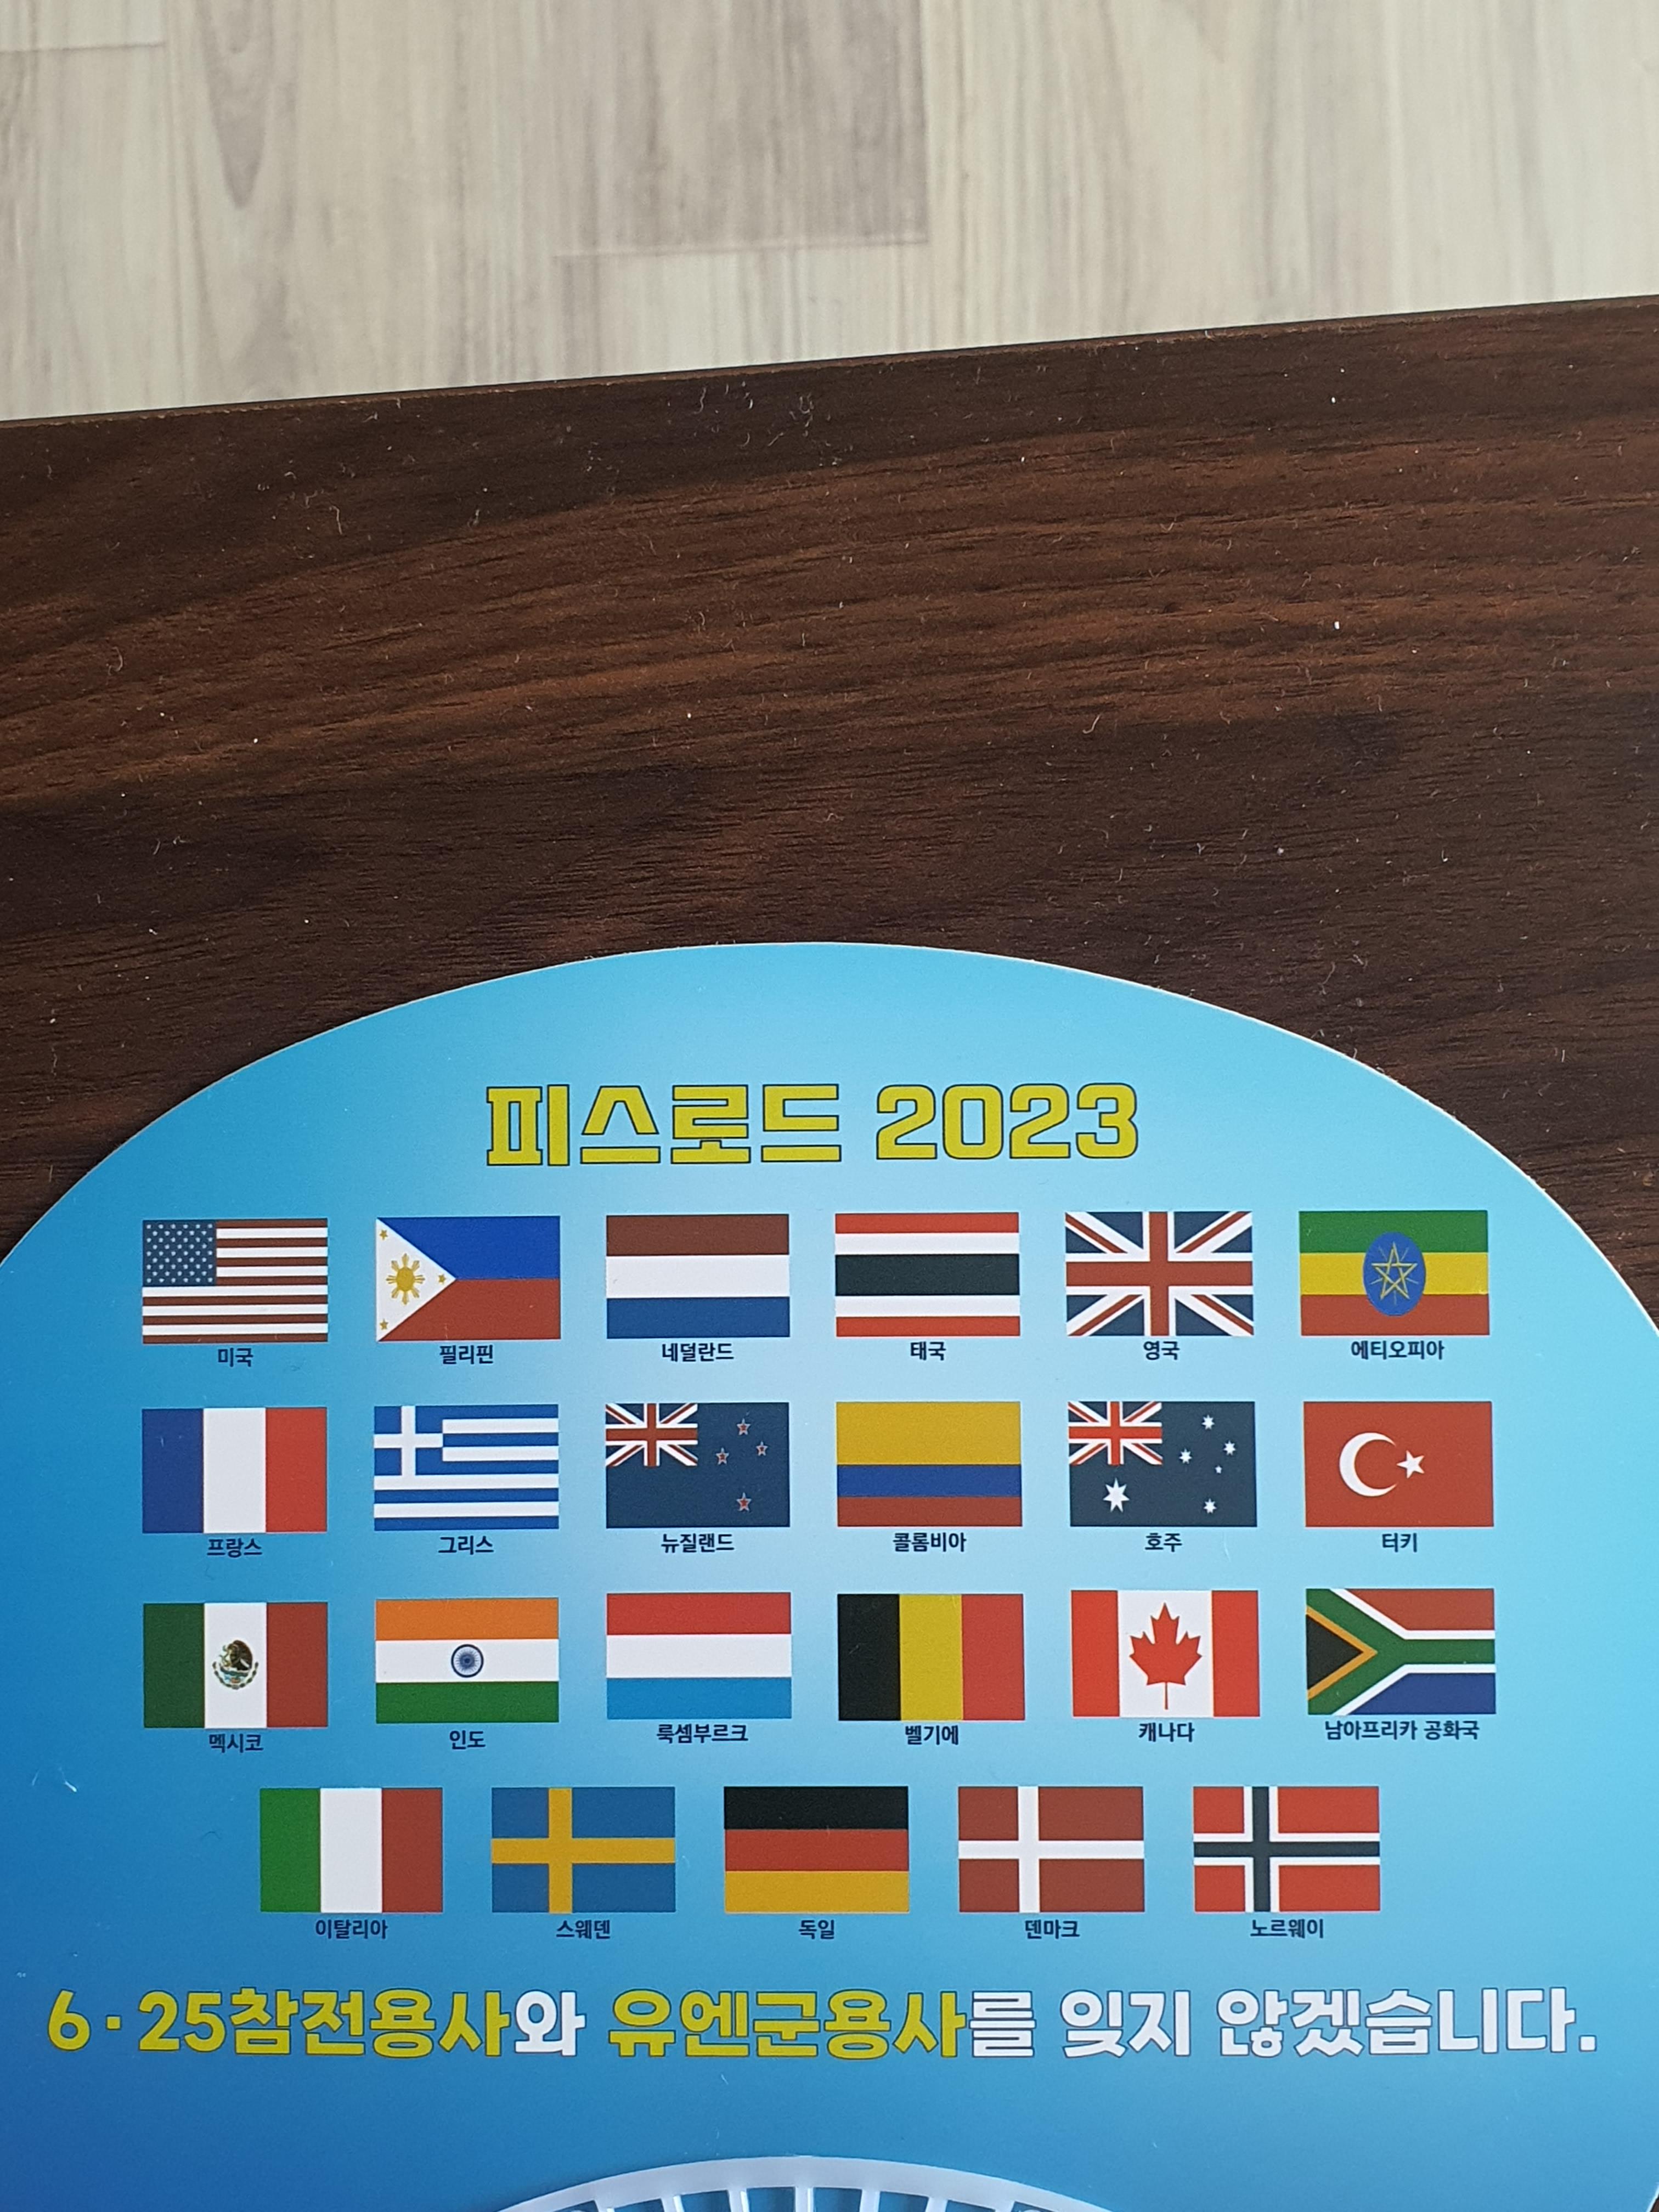 피스로드 2023
미국 필리핀 네덜란드 태국 영국 에티오피아
프랑스 그리스 뉴질랜드 콜롬비아 호주 터키
멕시코 인도 룩셈부르크 벨기에 캐나다 남아프리카 공화국
이탈리아 스웨덴 독일 덴마크 노르웨이
6·25참전용사와 유엔군용사를 잊지 않겠습니다.